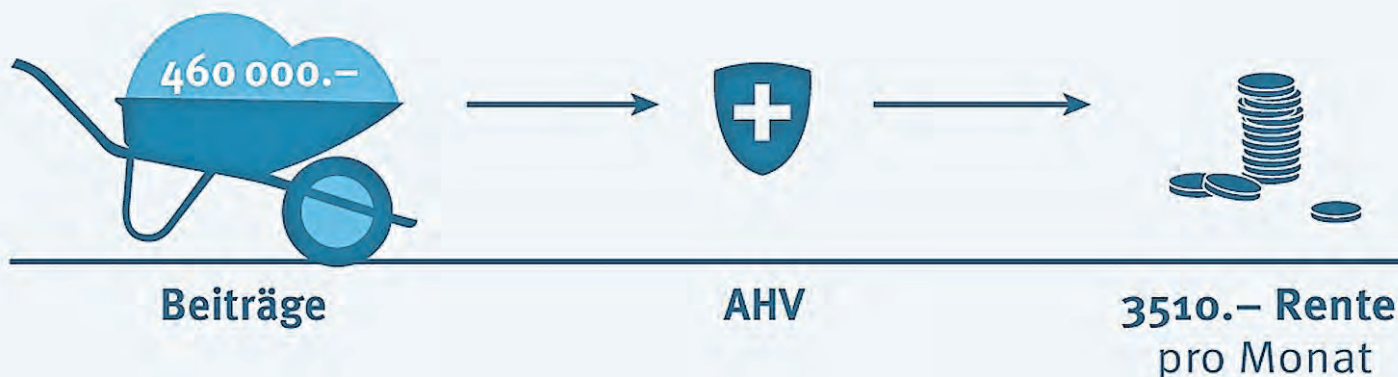 460 000.–
Beiträge
AHV
3510.– Rente
pro Monat